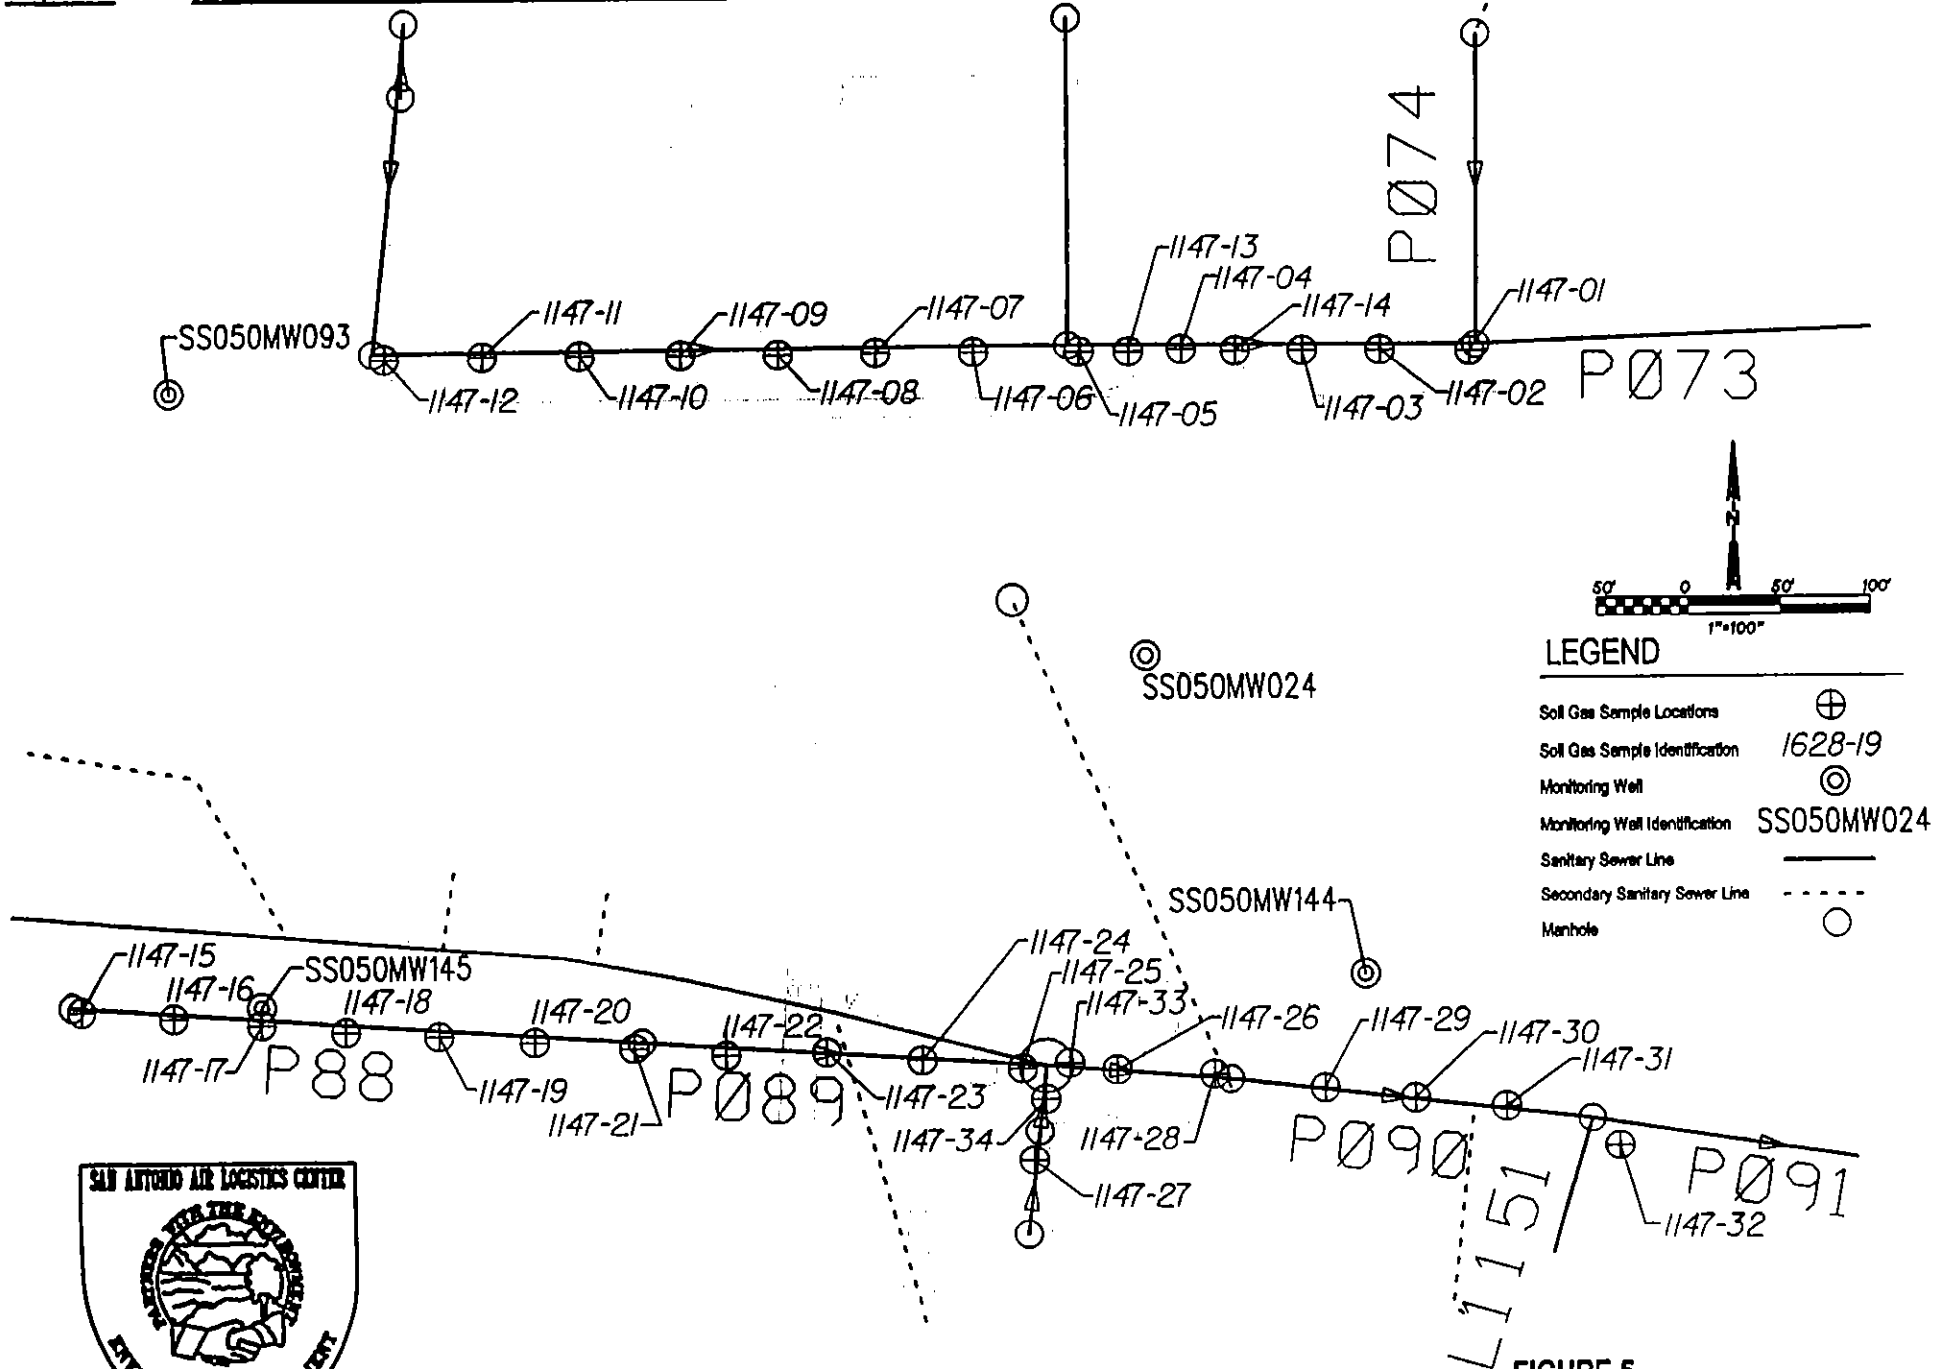 P074
1147-13
1147-04
1147-14
1147-01
1147-11
1147-09
1147-07
SS050MW093
1147-12
1147-10
1147-08
1147-06
1147-05
1147-03
1147-02
P073
N
50' 0 50' 100'
1"=100"
LEGEND
Soil Gas Sample Locations
Soil Gas Sample Identification 1628-19
Monitoring Well
Monitoring Well Identification SS050MW024
Sanitary Sewer Line
Secondary Sanitary Sewer Line
Manhole
SS050MW024
SS050MW144
1147-15
1147-16
SS050MW145
1147-18
1147-20
1147-22
1147-24
1147-25
1147-33
1147-26
1147-29
1147-30
1147-31
1147-17
P88
1147-19
1147-21
P089
1147-23
1147-34
1147-28
P090
1147-27
L1151
P091
1147-32
SAN ANTONIO AIR LOGISTICS CENTER
PARTNERS WITH THE ENVIRONMENT
FIGURE 5